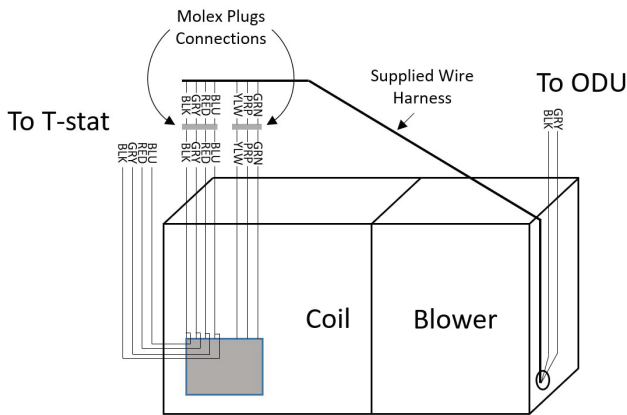 Molex Plugs
Connections
Supplied Wire
Harness
To ODU
To T-stat
BLK
GRY
RED
BLU
YLW
PRP
GRN
BLK
GRY
BLK
GRY
RED
BLU
BLK
GRY
RED
BLU
YLW
PRP
GRN
Coil
Blower